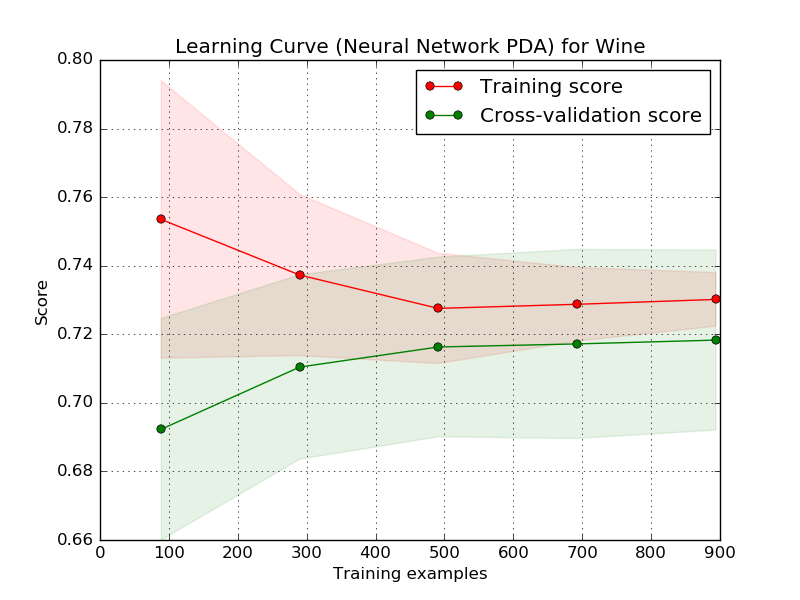 Learning Curve (Neural Network PDA) for Wine
Training score
Cross-validation score
Score
0.80
0.78
0.76
0.74
0.72
0.70
0.68
0.66
0 100 200 300 400 500 600 700 800 900
Training examples